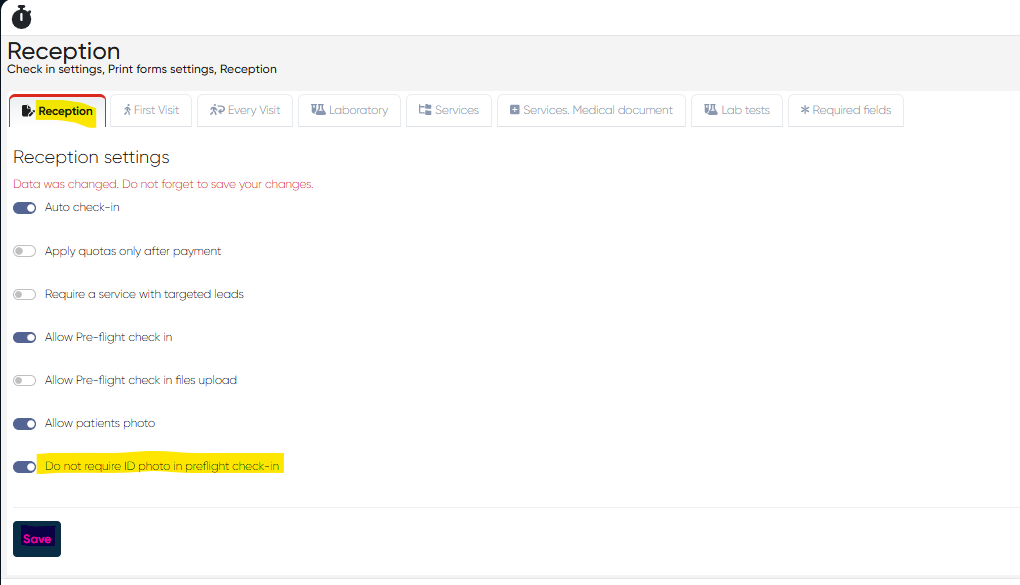 Reception
Check in settings, Print forms settings, Reception
Reception First Visit Every Visit Laboratory Services Services. Medical document Lab tests Required fields
Reception settings
Data was changed. Do not forget to save your changes.
Auto check-in
Apply quotas only after payment
Require a service with targeted leads
Allow Pre-flight check in
Allow Pre-flight check in files upload
Allow patients photo
Do not require ID photo in preflight check-in
Save